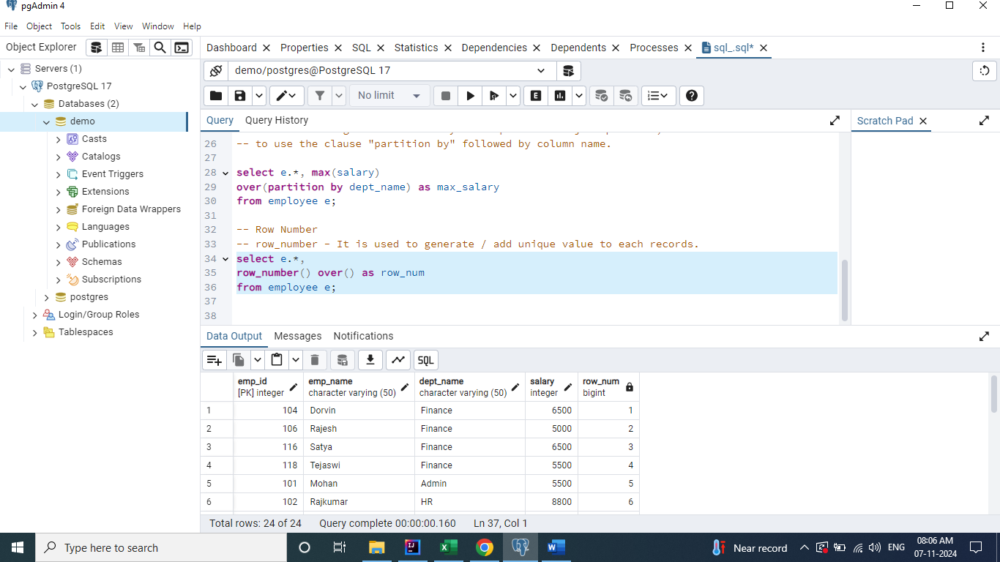 pgAdmin 4
File Object Tools Edit View Window Help
Object Explorer
Dashboard Properties SQL Statistics Dependencies Dependents Processes sql_.sql*
Servers (1)
PostgreSQL 17
Databases (2)
demo
Casts
Catalogs
Event Triggers
Extensions
Foreign Data Wrappers
Languages
Publications
Schemas
Subscriptions
postgres
Login/Group Roles
Tablespaces
demo/postgres@PostgreSQL 17
No limit
E
Query Query History
Scratch Pad
26 -- to use the clause "partition by" followed by column name.
27
28 select e.*, max(salary)
29 over(partition by dept_name) as max_salary
30 from employee e;
31
32 -- Row Number
33 -- row_number - It is used to generate / add unique value to each records.
34 select e.*,
35 row_number() over() as row_num
36 from employee e;
37
38
Data Output Messages Notifications
SQL
emp_id emp_name dept_name salary row_num
[PK] integer character varying (50) character varying (50) integer bigint
1 104 Dorvin Finance 6500 1
2 106 Rajesh Finance 5000 2
3 116 Satya Finance 6500 3
4 118 Tejaswi Finance 5500 4
5 101 Mohan Admin 5500 5
6 102 Rajkumar HR 8800 6
Total rows: 24 of 24 Query complete 00:00:00.160 Ln 37, Col 1
Type here to search
Near record
ENG
08:06 AM
07-11-2024